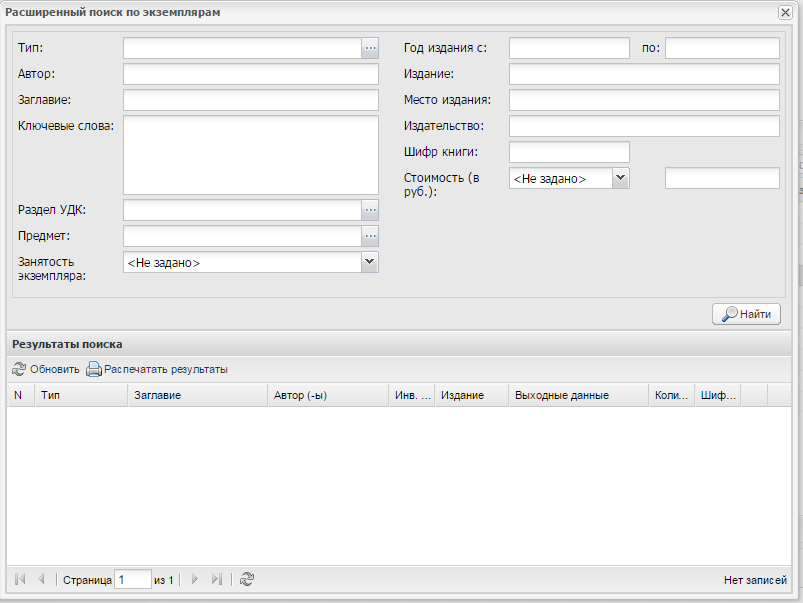 Расширенный поиск по экземплярам
Тип:
Год издания с:
по:
Автор:
Издание:
Заглавие:
Место издания:
Ключевые слова:
Издательство:
Шифр книги:
Стоимость (в
руб.):
<Не задано>
Раздел УДК:
Предмет:
Занятость
экземпляра:
<Не задано>
Найти
Результаты поиска
Обновить Распечатать результаты
N Тип Заглавие Автор (-ы) Инв. ... Издание Выходные данные Коли... Шиф...
Страница 1 из 1 Нет записей